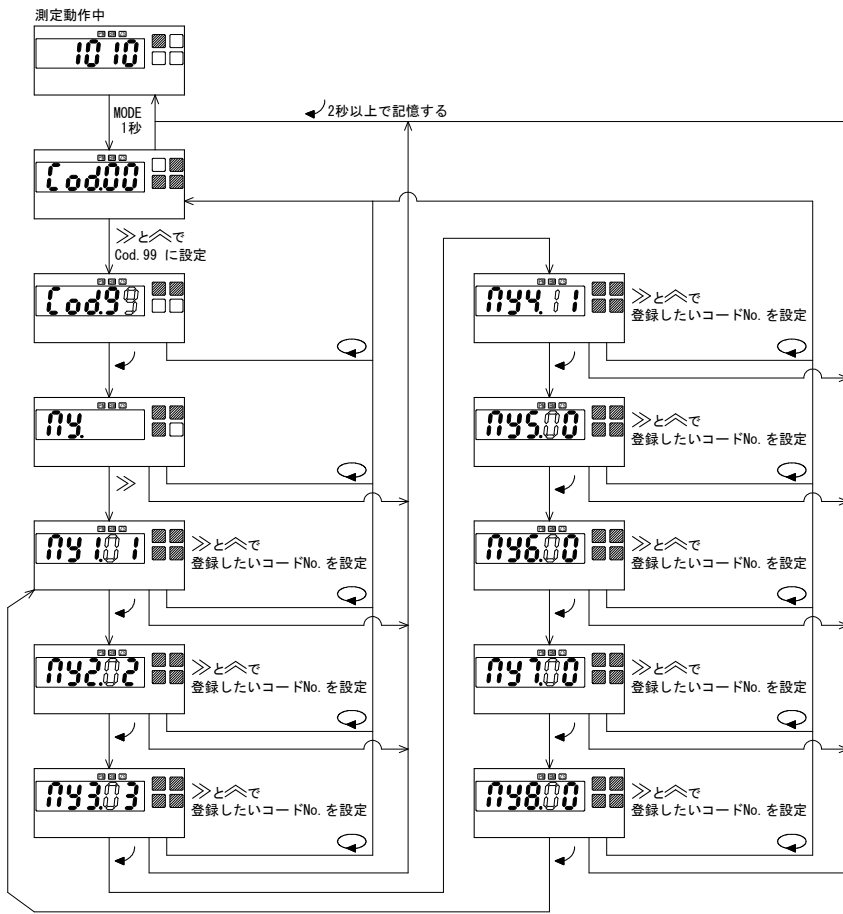 測定動作中
1010
MODE
1秒
2秒以上で記憶する
Cod.00
≫と︽で
Cod.99 に設定
Cod.99
My.
≫
My1.01
≫と︽で
登録したいコードNo. を設定
My2.02
≫と︽で
登録したいコードNo. を設定
My3.03
≫と︽で
登録したいコードNo. を設定
My4.11
≫と︽で
登録したいコードNo. を設定
My5.00
≫と︽で
登録したいコードNo. を設定
My6.00
≫と︽で
登録したいコードNo. を設定
My7.00
≫と︽で
登録したいコードNo. を設定
My8.00
≫と︽で
登録したいコードNo. を設定